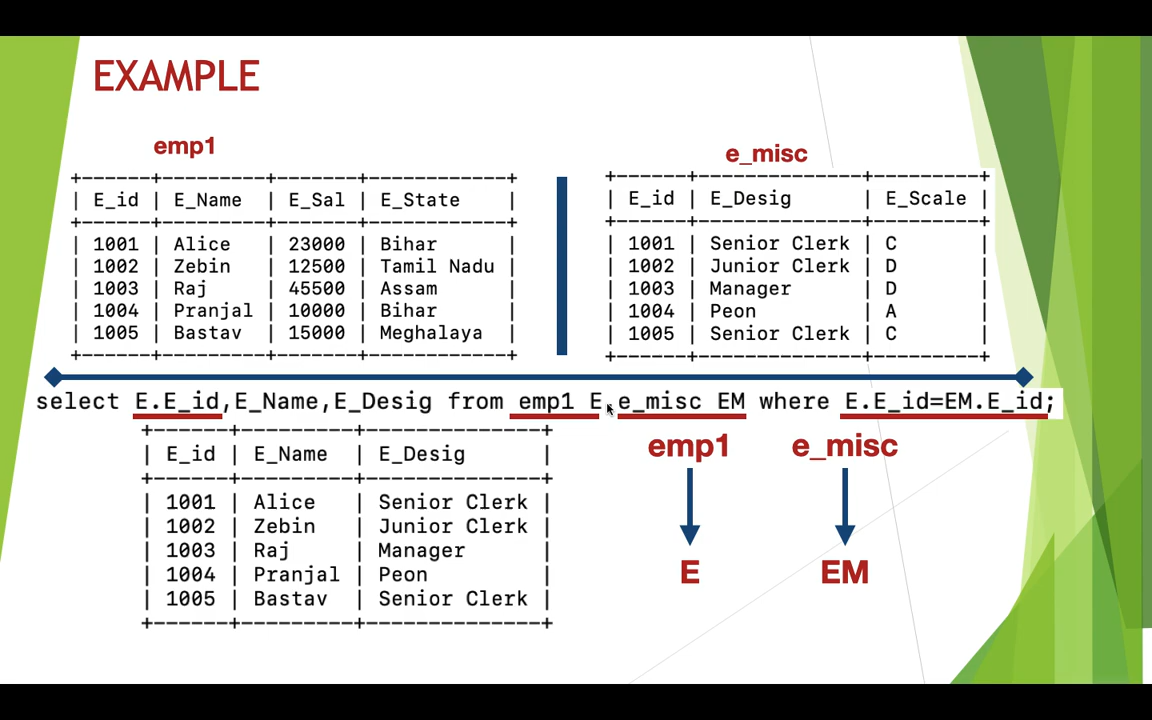 EXAMPLE
emp1
+------+---------+--------+-------------+
| E_id | E_Name  | E_Sal  | E_State     |
+------+---------+--------+-------------+
| 1001 | Alice   | 23000  | Bihar       |
| 1002 | Zebin   | 12500  | Tamil Nadu  |
| 1003 | Raj     | 45500  | Assam       |
| 1004 | Pranjal | 10000  | Bihar       |
| 1005 | Bastav  | 15000  | Meghalaya   |
+------+---------+--------+-------------+
e_misc
+------+--------------+---------+
| E_id | E_Desig      | E_Scale |
+------+--------------+---------+
| 1001 | Senior Clerk | C       |
| 1002 | Junior Clerk | D       |
| 1003 | Manager      | D       |
| 1004 | Peon         | A       |
| 1005 | Senior Clerk | C       |
+------+--------------+---------+
select E.E_id,E_Name,E_Desig from emp1 E,e_misc EM where E.E_id=EM.E_id;
+------+---------+--------------+
| E_id | E_Name  | E_Desig      |
+------+---------+--------------+
| 1001 | Alice   | Senior Clerk |
| 1002 | Zebin   | Junior Clerk |
| 1003 | Raj     | Manager      |
| 1004 | Pranjal | Peon         |
| 1005 | Bastav  | Senior Clerk |
+------+---------+--------------+
emp1 e_misc
E EM